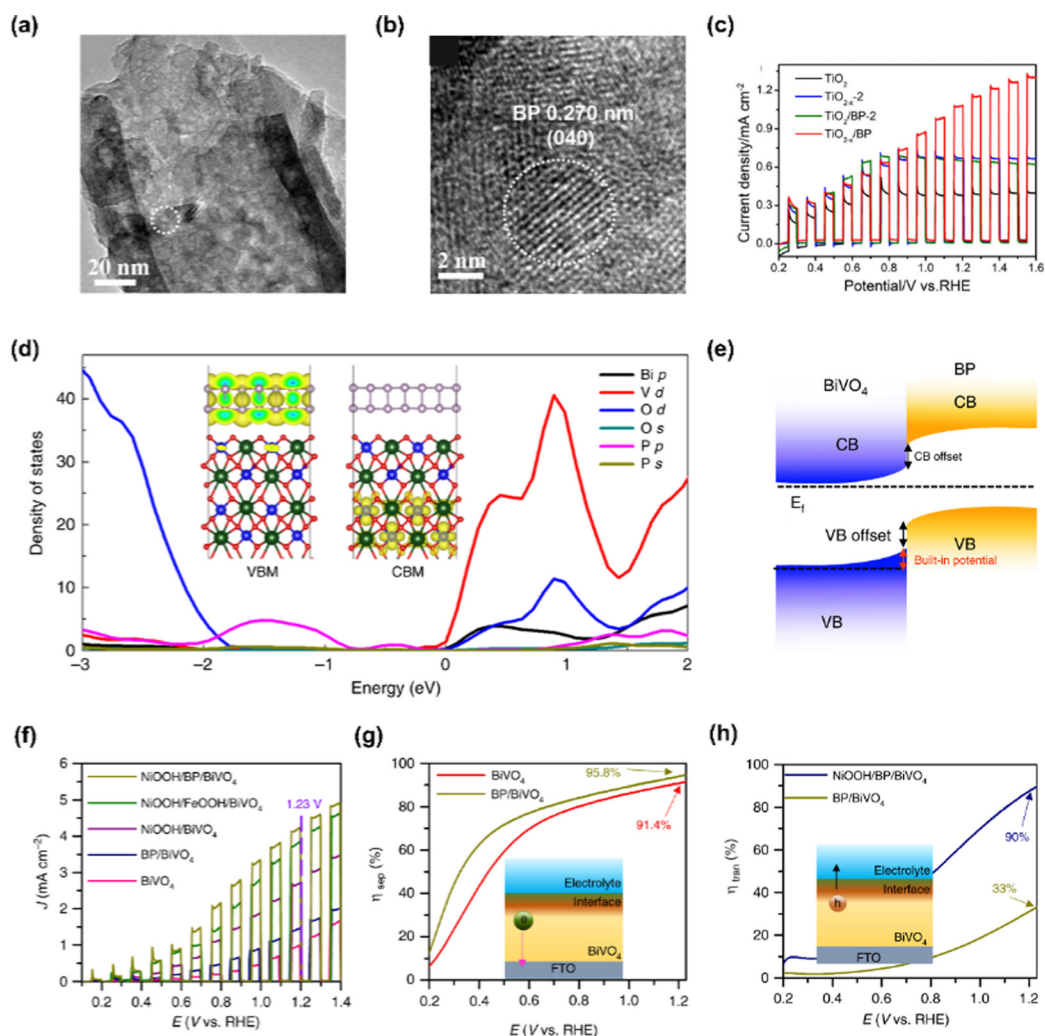 (a)
20 nm
(b)
BP 0.270 nm
(040)
2 nm
(c)
Current density/mA cm⁻²
1.2
0.9
0.6
0.3
0.0
TiO₂
TiO₂₋ₓ-2
TiO₂/BP-2
TiO₂₋ₓ/BP
0.2 0.4 0.6 0.8 1.0 1.2 1.4 1.6
Potential/V vs.RHE
(d)
Density of states
40
30
20
10
0
VBM
CBM
Bi p
V d
O d
O s
P p
P s
−3 −2 −1 0 1 2
Energy (eV)
(e)
BiVO₄
BP
CB
CB
CB offset
E_f
VB offset
VB
Built-in potential
VB
(f)
J (mA cm⁻²)
6
5
4
3
2
1
0
NiOOH/BP/BiVO₄
NiOOH/FeOOH/BiVO₄
NiOOH/BiVO₄
BP/BiVO₄
BiVO₄
1.23 V
0.2 0.4 0.6 0.8 1.0 1.2 1.4
E (V vs. RHE)
(g)
η sep (%)
100
90
80
70
60
50
40
30
20
10
0
BiVO₄
BP/BiVO₄
95.8%
91.4%
Electrolyte
Interface
e
BiVO₄
FTO
0.2 0.4 0.6 0.8 1.0 1.2
E (V vs. RHE)
(h)
η tran (%)
100
80
60
40
20
0
NiOOH/BP/BiVO₄
BP/BiVO₄
90%
33%
Electrolyte
Interface
h
BiVO₄
FTO
0.2 0.4 0.6 0.8 1.0 1.2
E (V vs. RHE)